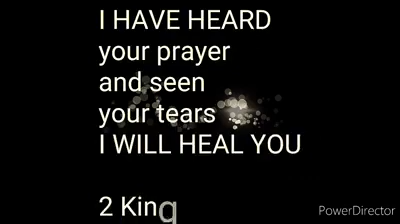 I HAVE HEARD
your prayer
and seen
your tears
I WILL HEAL YOU
2 King
PowerDirector